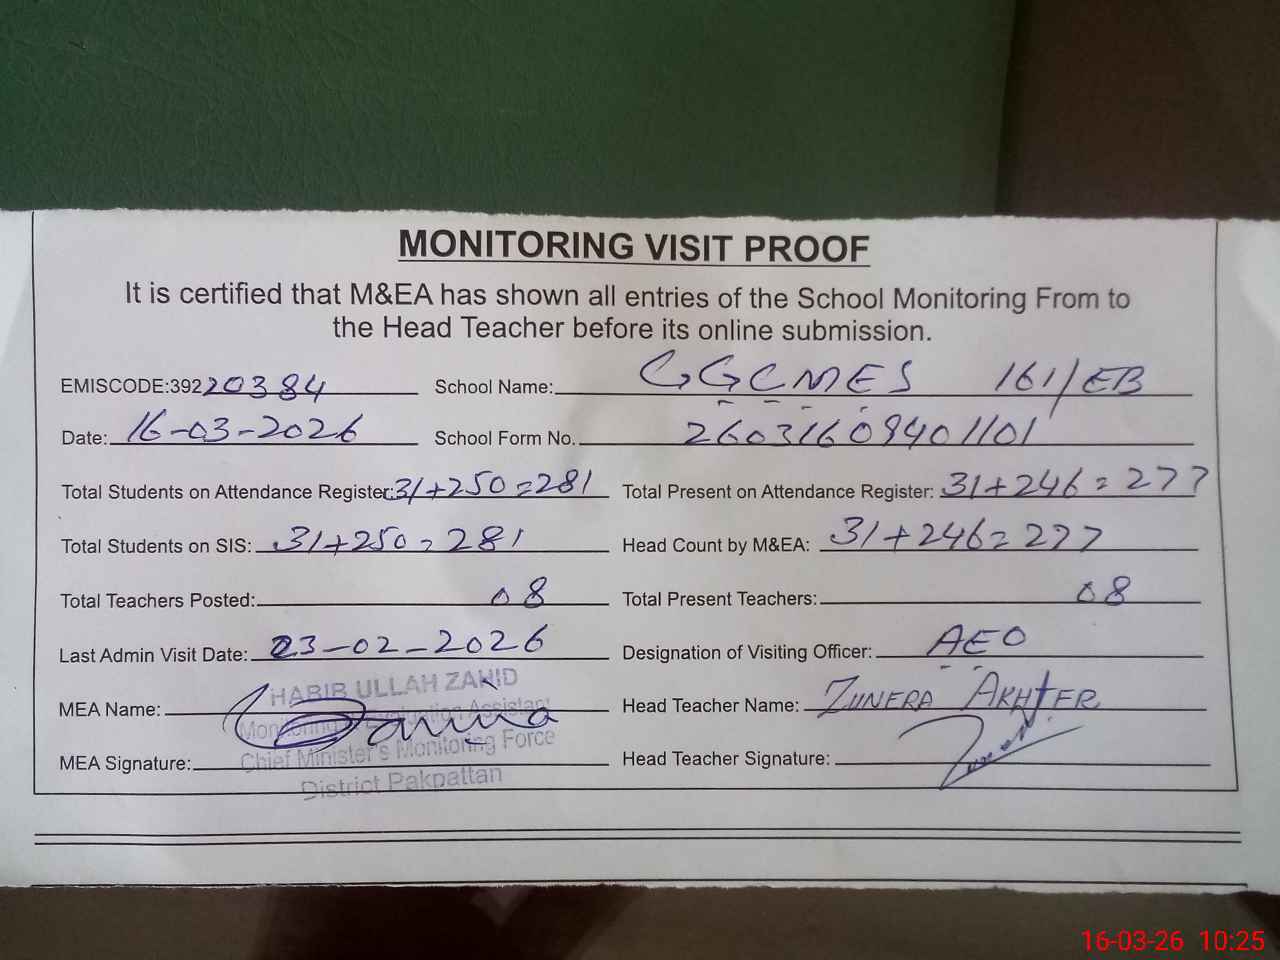 MONITORING VISIT PROOF
It is certified that M&EA has shown all entries of the School Monitoring From to
the Head Teacher before its online submission.
EMISCODE:39220384 School Name: GGCMES 161/EB
Date: 16-03-2026 School Form No. 26031609401101
Total Students on Attendance Register: 31+250=281 Total Present on Attendance Register: 31+246=277
Total Students on SIS: 31+250=281 Head Count by M&EA: 31+246=277
Total Teachers Posted: 08 Total Present Teachers: 08
Last Admin Visit Date: 23-02-2026 Designation of Visiting Officer: AEO
HABIB ULLAH ZAHID
MEA Name: Head Teacher Name: ZUNERA AKHTER
Monitoring & Evaluation Assistant
Chief Minister's Monitoring Force
MEA Signature: Head Teacher Signature:
District Pakpattan
16-03-26 10:25